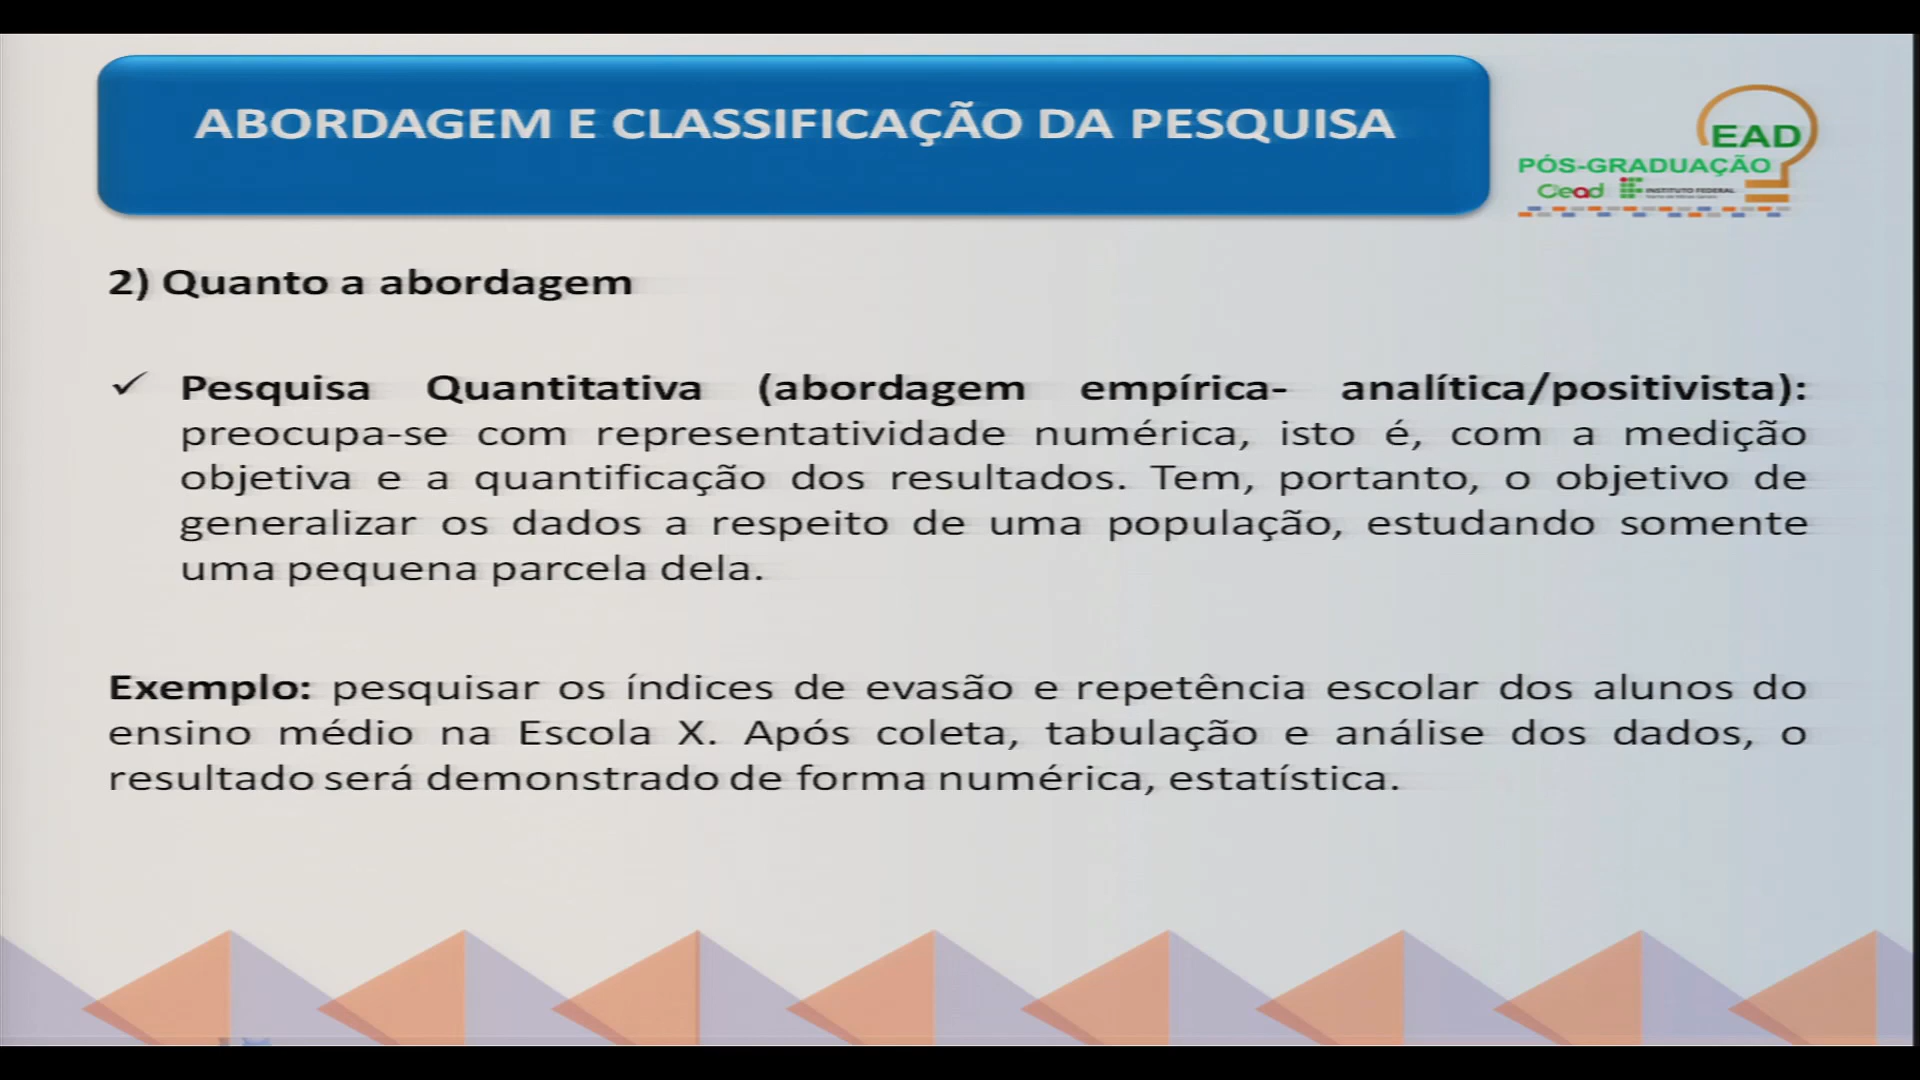 ABORDAGEM E CLASSIFICAÇÃO DA PESQUISA
EAD
PÓS-GRADUAÇÃO
Cead
INSTITUTO FEDERAL
2) Quanto a abordagem
✓ Pesquisa Quantitativa (abordagem empírica- analítica/positivista):
preocupa-se com representatividade numérica, isto é, com a medição
objetiva e a quantificação dos resultados. Tem, portanto, o objetivo de
generalizar os dados a respeito de uma população, estudando somente
uma pequena parcela dela.
Exemplo: pesquisar os índices de evasão e repetência escolar dos alunos do
ensino médio na Escola X. Após coleta, tabulação e análise dos dados, o
resultado será demonstrado de forma numérica, estatística.